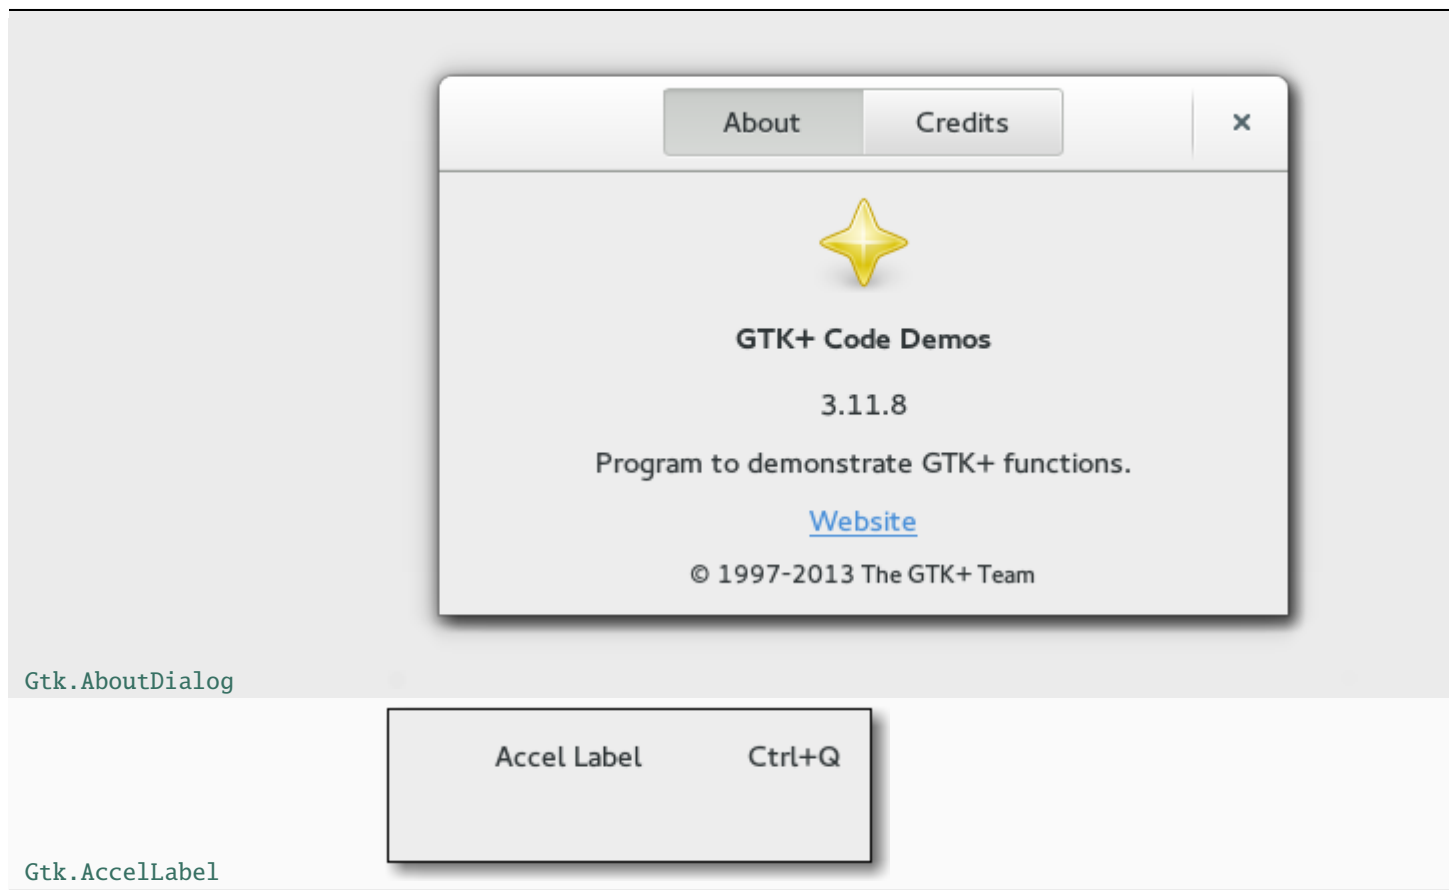 About Credits ×
GTK+ Code Demos
3.11.8
Program to demonstrate GTK+ functions.
Website
© 1997-2013 The GTK+ Team
Gtk.AboutDialog
Accel Label Ctrl+Q
Gtk.AccelLabel